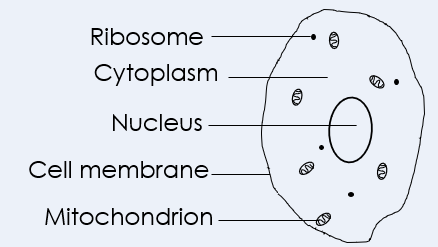 Ribosome
Cytoplasm
Nucleus
Cell membrane
Mitochondrion